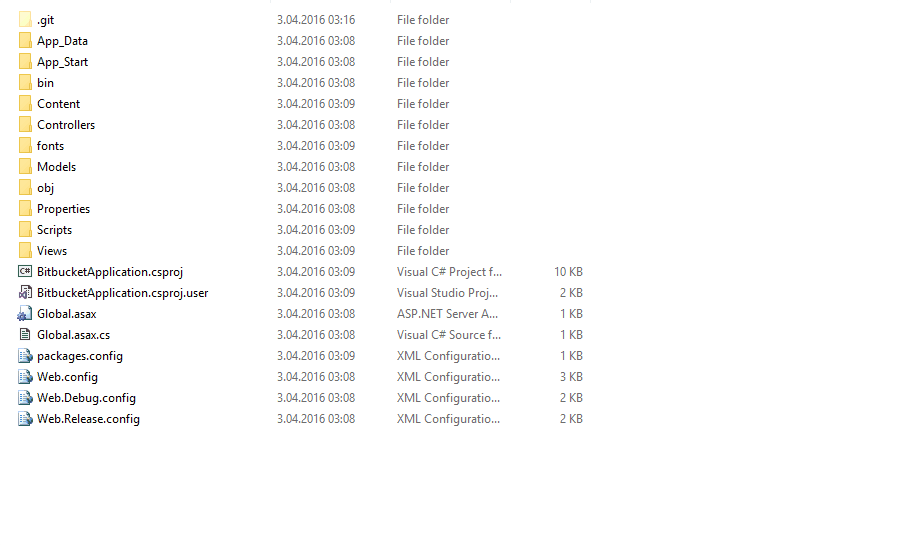 .git 3.04.2016 03:16 File folder
App_Data 3.04.2016 03:08 File folder
App_Start 3.04.2016 03:08 File folder
bin 3.04.2016 03:08 File folder
Content 3.04.2016 03:09 File folder
Controllers 3.04.2016 03:08 File folder
fonts 3.04.2016 03:09 File folder
Models 3.04.2016 03:08 File folder
obj 3.04.2016 03:08 File folder
Properties 3.04.2016 03:08 File folder
Scripts 3.04.2016 03:09 File folder
Views 3.04.2016 03:09 File folder
C# BitbucketApplication.csproj 3.04.2016 03:09 Visual C# Project f... 10 KB
BitbucketApplication.csproj.user 3.04.2016 03:09 Visual Studio Proj... 2 KB
Global.asax 3.04.2016 03:08 ASP.NET Server A... 1 KB
Global.asax.cs 3.04.2016 03:08 Visual C# Source f... 1 KB
packages.config 3.04.2016 03:09 XML Configuratio... 1 KB
Web.config 3.04.2016 03:08 XML Configuratio... 3 KB
Web.Debug.config 3.04.2016 03:08 XML Configuratio... 2 KB
Web.Release.config 3.04.2016 03:08 XML Configuratio... 2 KB